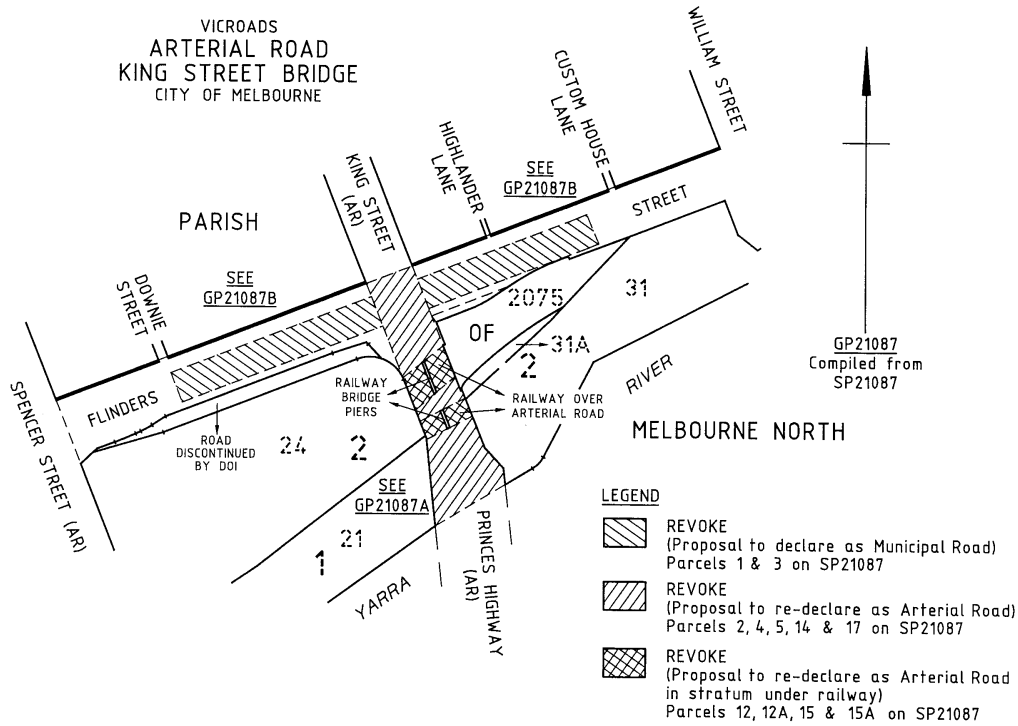 VICROADS
ARTERIAL ROAD
KING STREET BRIDGE
CITY OF MELBOURNE
WILLIAM STREET
CUSTOM HOUSE
LANE
HIGHLANDER
LANE
KING STREET
(AR)
SEE
GP21087B
STREET
PARISH
SEE
GP21087B
DOWNIE
STREET
2075
31
OF
31A
2
GP21087
Compiled from
SP21087
RIVER
RAILWAY
BRIDGE
PIERS
RAILWAY OVER
ARTERIAL ROAD
FLINDERS
SPENCER STREET (AR)
ROAD
DISCONTINUED
BY DOI
24
2
MELBOURNE NORTH
SEE
GP21087A
21
1
YARRA
PRINCES HIGHWAY
(AR)
LEGEND
REVOKE
(Proposal to declare as Municipal Road)
Parcels 1 & 3 on SP21087
REVOKE
(Proposal to re-declare as Arterial Road)
Parcels 2, 4, 5, 14 & 17 on SP21087
REVOKE
(Proposal to re-declare as Arterial Road
in stratum under railway)
Parcels 12, 12A, 15 & 15A on SP21087